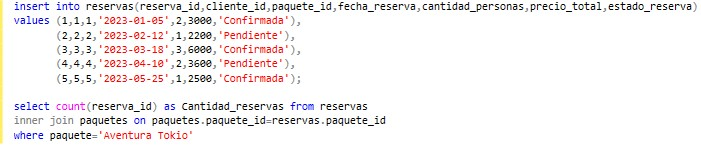 insert into reservas(reserva_id,cliente_id,paquete_id,fecha_reserva,cantidad_personas,precio_total,estado_reserva)
values (1,1,1,'2023-01-05',2,3000,'Confirmada'),
(2,2,2,'2023-02-12',1,2200,'Pendiente'),
(3,3,3,'2023-03-18',3,6000,'Confirmada'),
(4,4,4,'2023-04-10',2,3600,'Pendiente'),
(5,5,5,'2023-05-25',1,2500,'Confirmada');
select count(reserva_id) as Cantidad_reservas from reservas
inner join paquetes on paquetes.paquete_id=reservas.paquete_id
where paquete='Aventura Tokio'